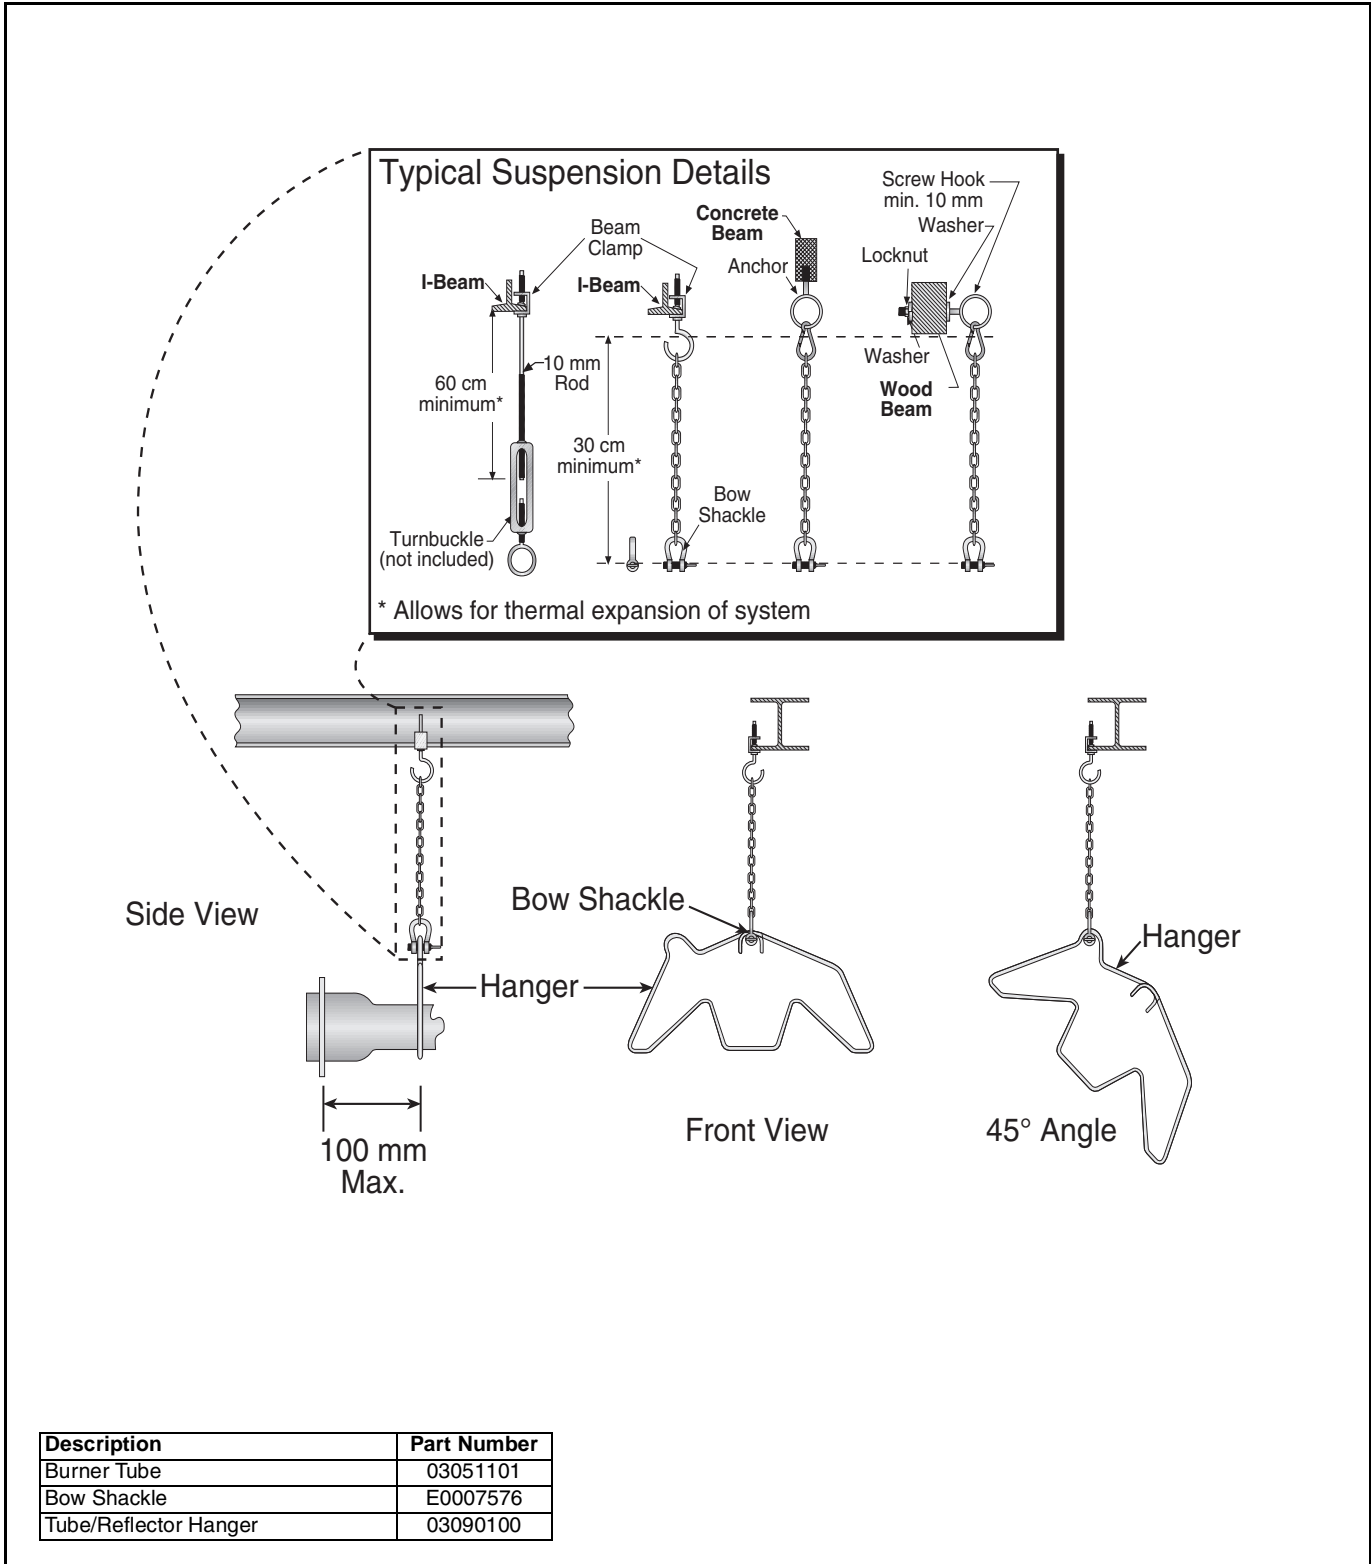 Typical Suspension Details
Screw Hook
min. 10 mm
Washer
Concrete
Beam
Beam
Clamp
Locknut
Anchor
I-Beam
I-Beam
Washer
10 mm
Rod
60 cm
minimum*
Wood
Beam
30 cm
minimum*
Bow
Shackle
Turnbuckle
(not included)
* Allows for thermal expansion of system
Side View
Bow Shackle
Hanger
Hanger
Front View
45° Angle
100 mm
Max.
Description Part Number
Burner Tube 03051101
Bow Shackle E0007576
Tube/Reflector Hanger 03090100